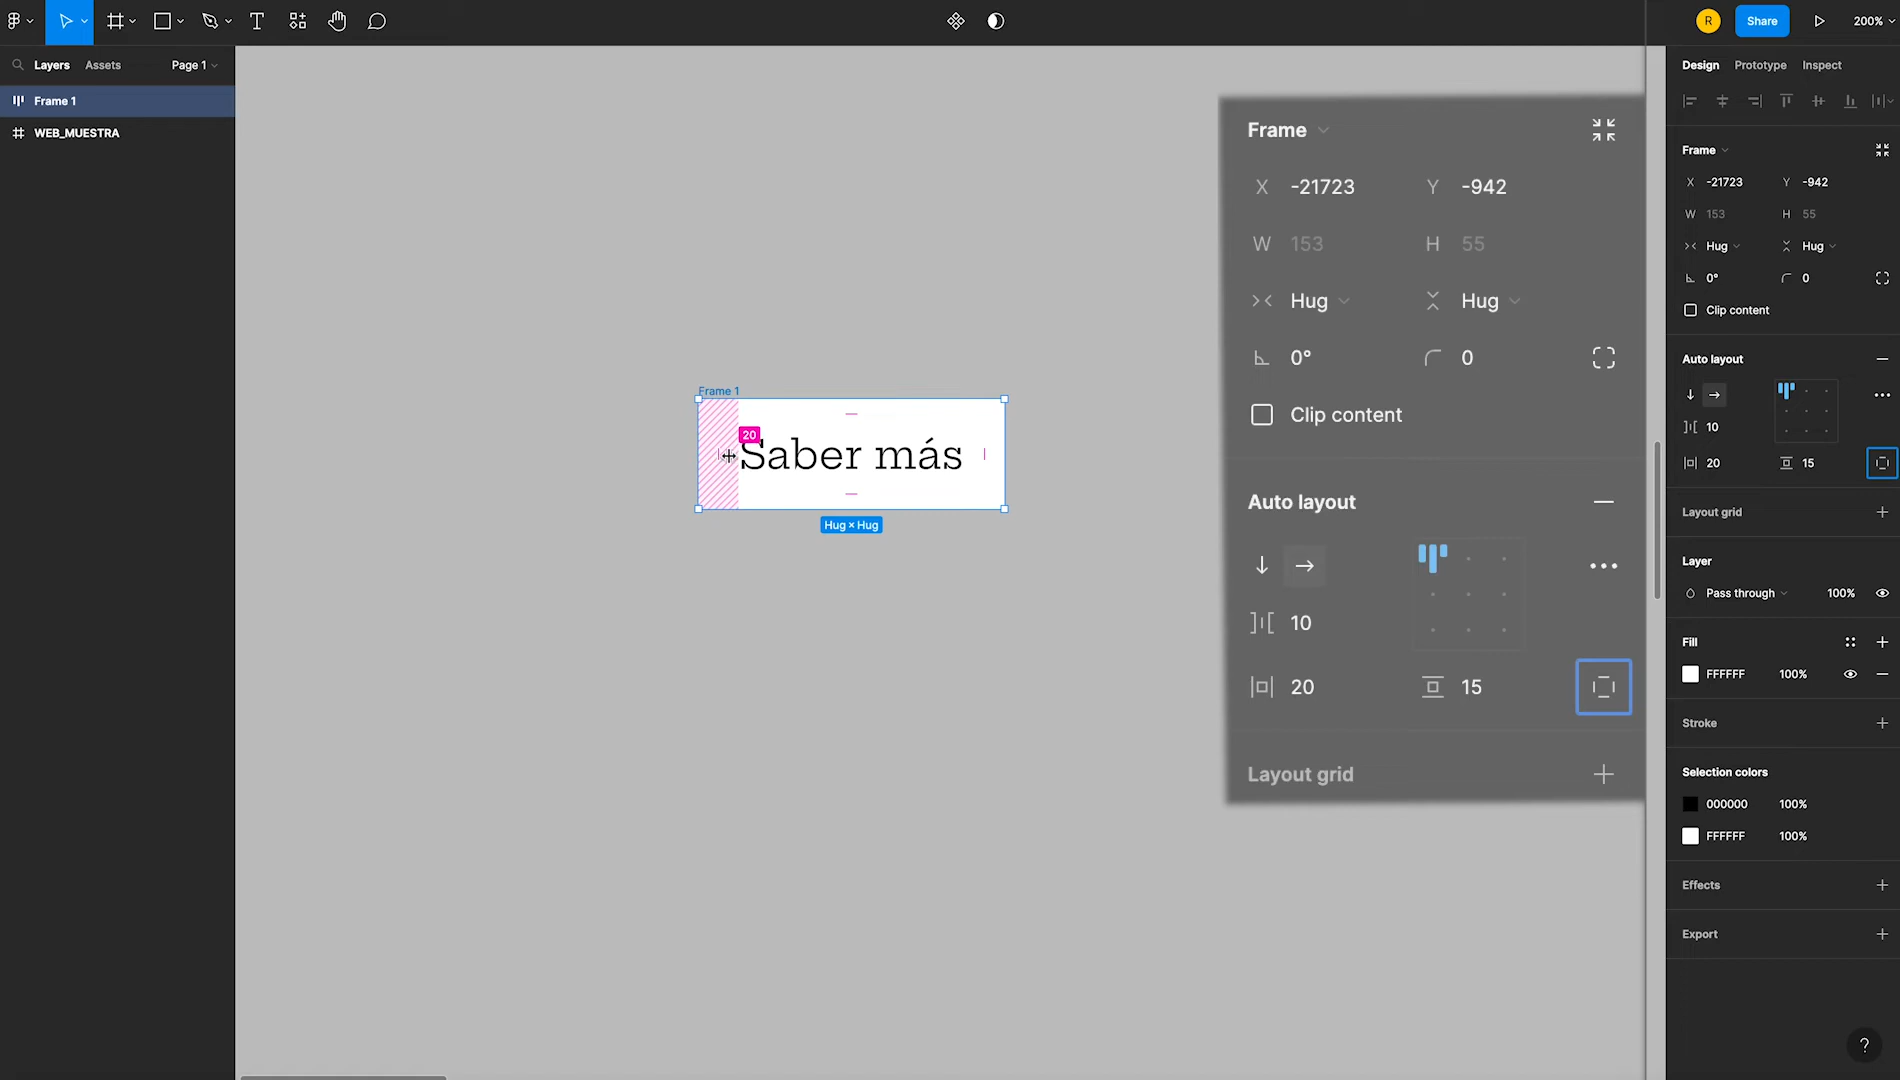 R
Share
200%
Layers
Assets
Page 1
Frame 1
WEB_MUESTRA
Frame 1
20
Saber más
Hug × Hug
Frame
X -21723
Y -942
W 153
H 55
Hug
Hug
0°
0
Clip content
Auto layout
10
20
15
Layout grid
Design
Prototype
Inspect
Frame
X -21723
Y -942
W 153
H 55
Hug
Hug
0°
0
Clip content
Auto layout
10
20
15
Layout grid
Layer
Pass through
100%
Fill
FFFFFF
100%
Stroke
Selection colors
000000
100%
FFFFFF
100%
Effects
Export
?